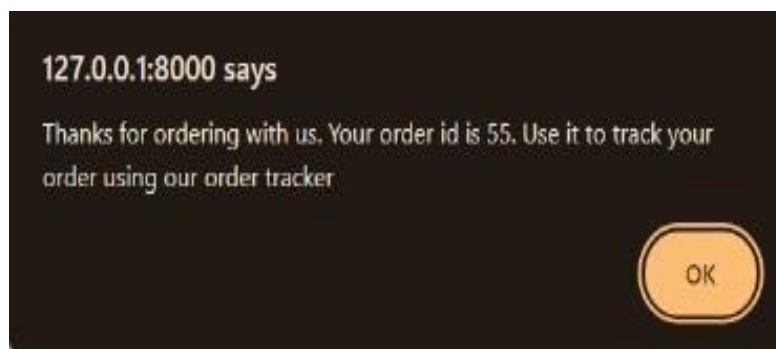 127.0.0.1:8000 says
Thanks for ordering with us. Your order id is 55. Use it to track your
order using our order tracker
OK